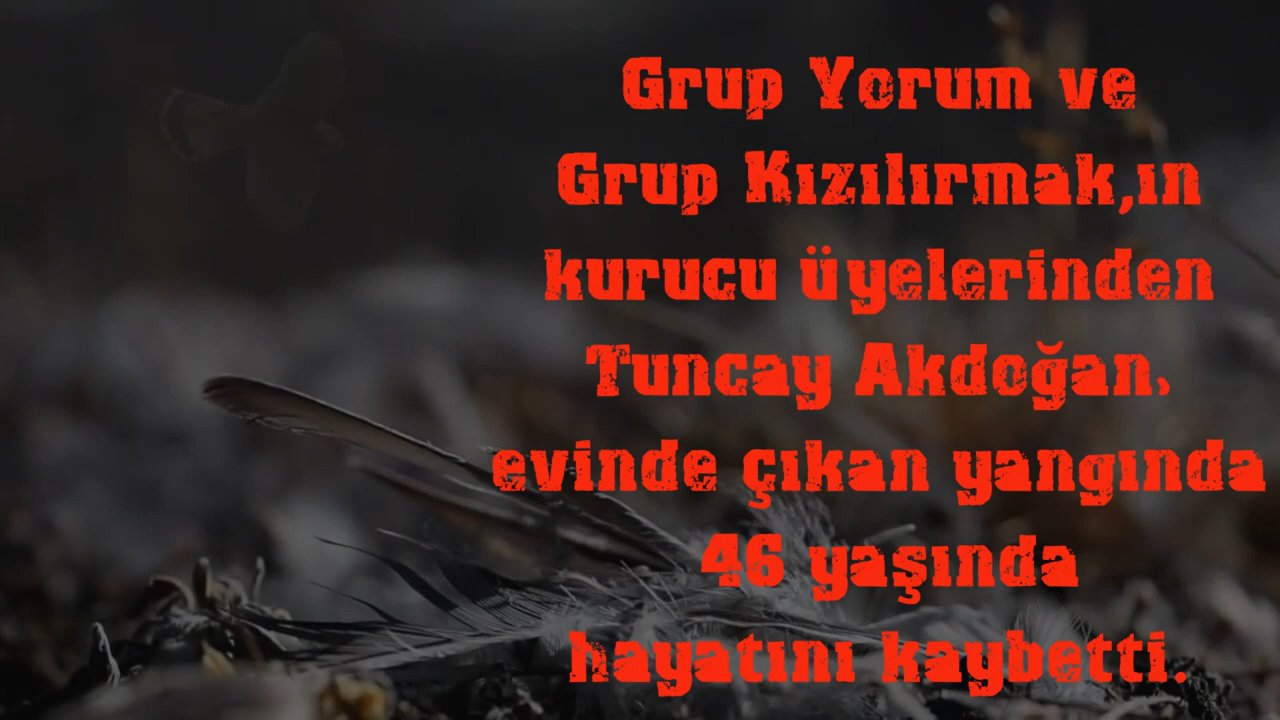 Grup Yorum ve
Grup Kızılırmak,ın
kurucu üyelerinden
Tuncay Akdoğan,
evinde çıkan yangında
46 yaşında
hayatını kaybetti.